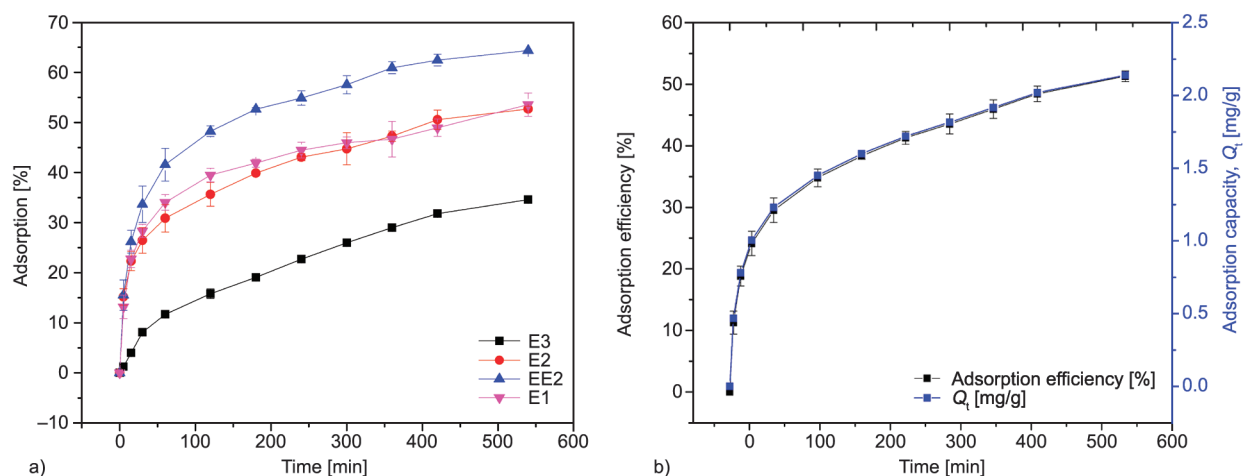 70
60
50
40
30
20
10
0
–10
Adsorption [%]
E3
E2
EE2
E1
0 100 200 300 400 500 600
Time [min]
a)
60
50
40
30
20
10
0
Adsorption efficiency [%]
2.5
2.0
1.5
1.0
0.5
0.0
Adsorption capacity, Qt [mg/g]
Adsorption efficiency [%]
Qt [mg/g]
0 100 200 300 400 500 600
Time [min]
b)